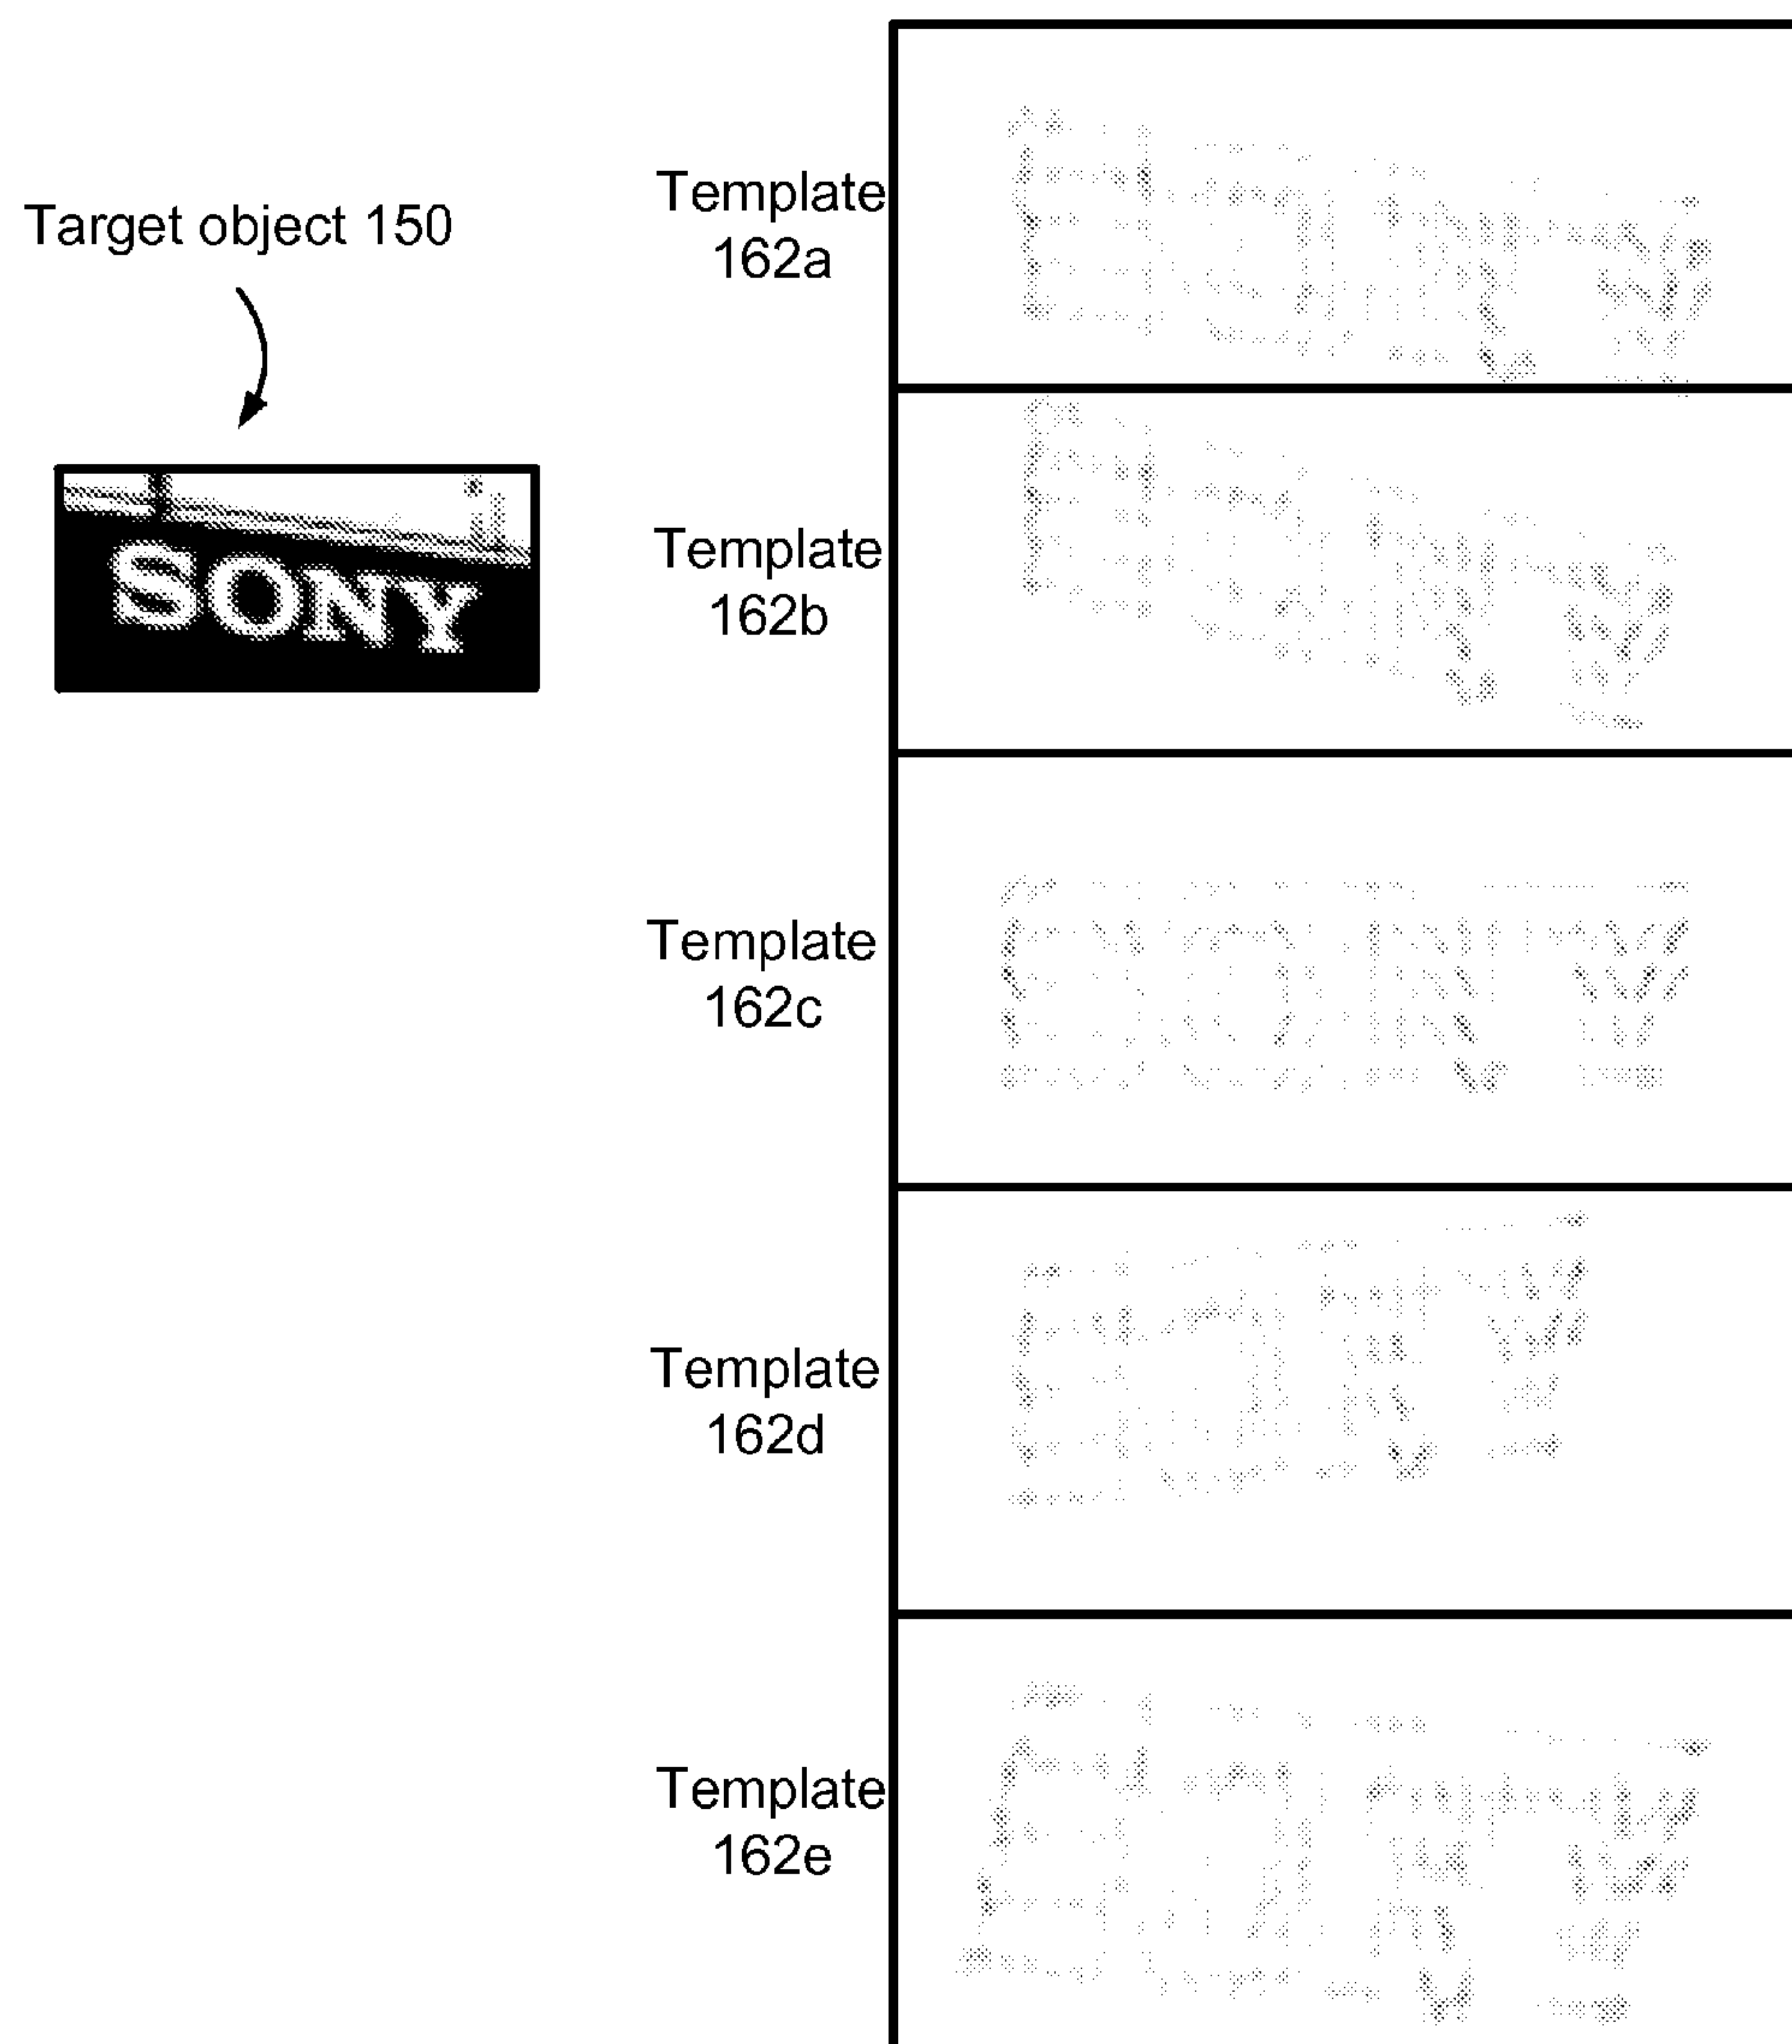 Target object 150
SONY
Template
162a
Template
162b
Template
162c
Template
162d
Template
162e